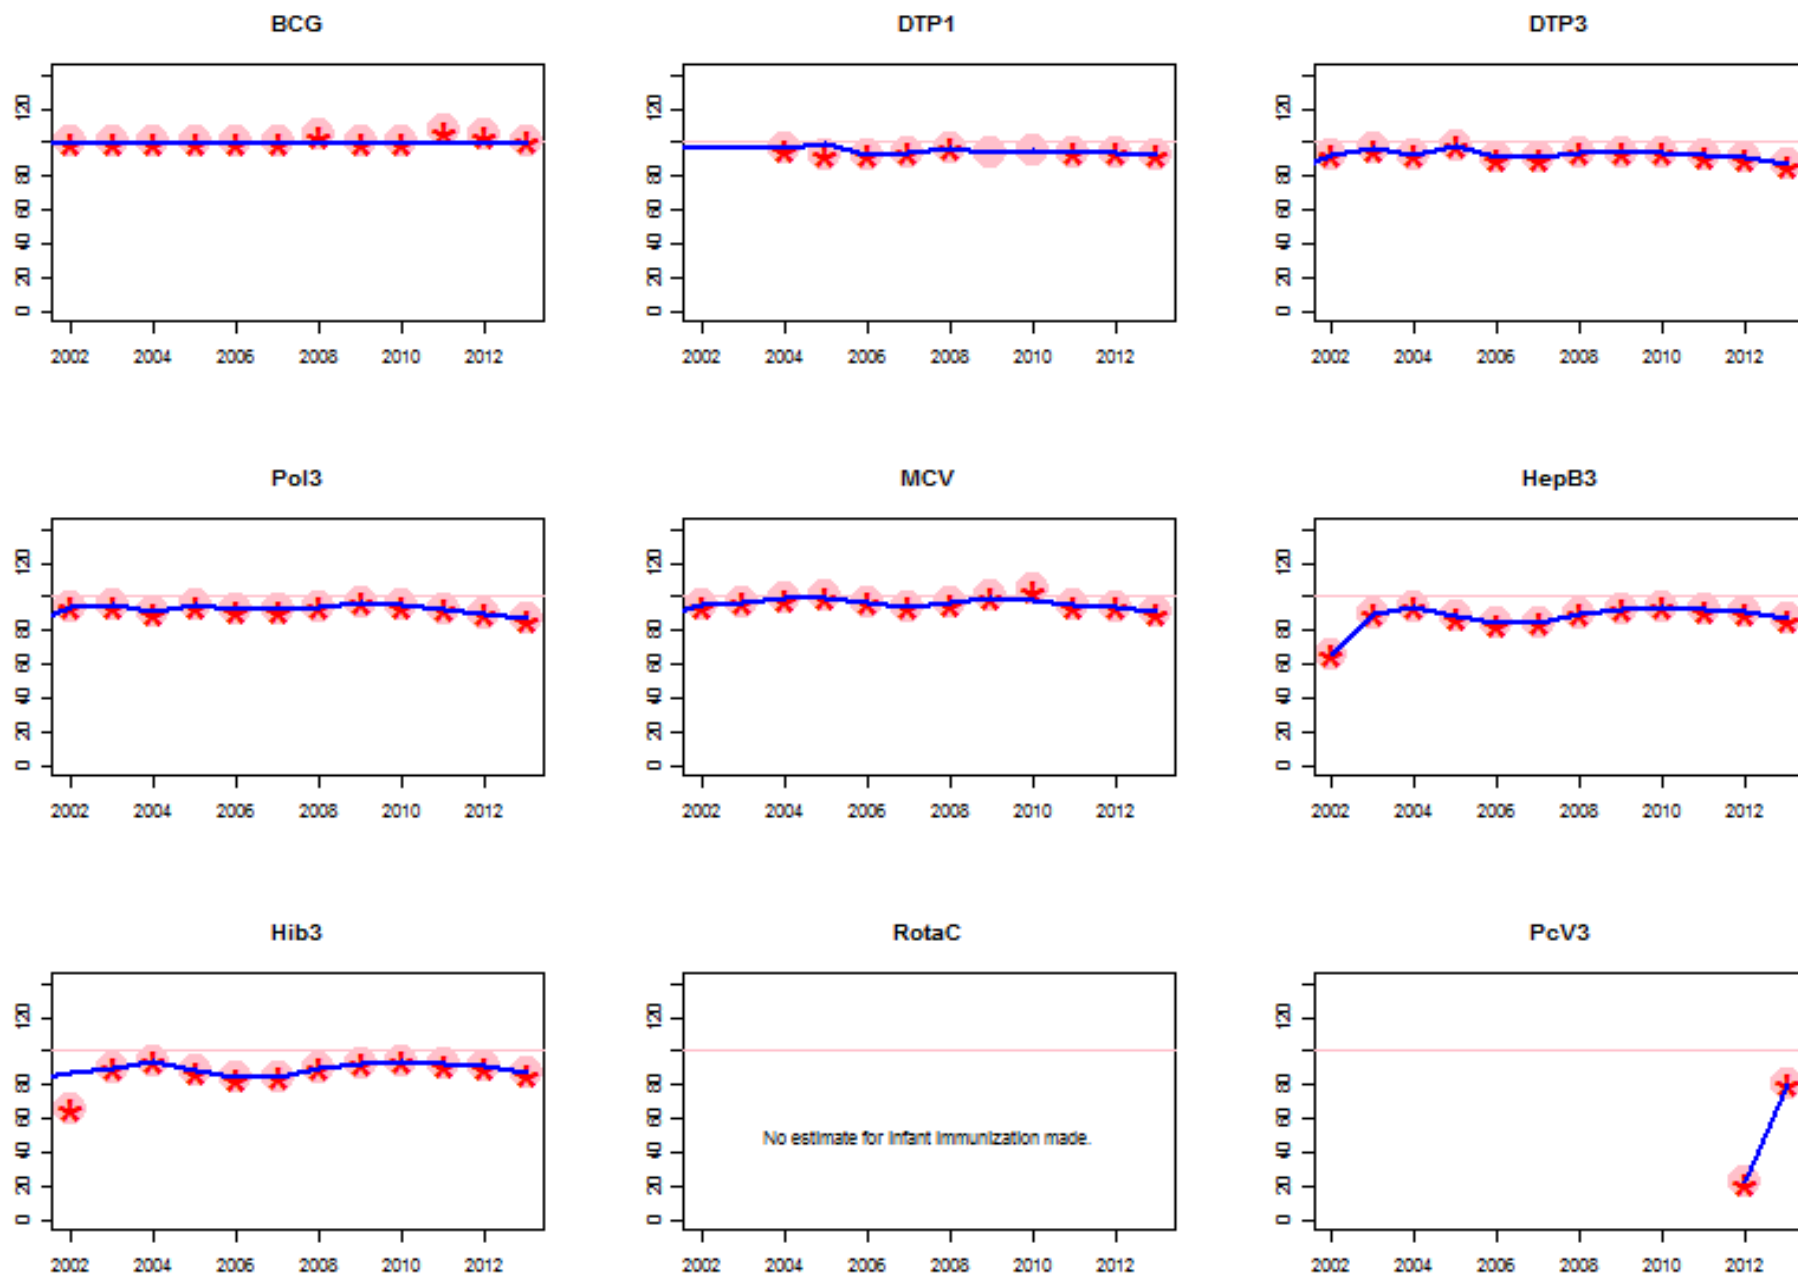 BCG DTP1 DTP3
120 120 120
80 80 80
60 60 60
40 40 40
20 20 20
0 0 0
2002 2004 2006 2008 2010 2012 2002 2004 2006 2008 2010 2012 2002 2004 2006 2008 2010 2012
Pol3 MCV HepB3
120 120 120
80 80 80
60 60 60
40 40 40
20 20 20
0 0 0
2002 2004 2006 2008 2010 2012 2002 2004 2006 2008 2010 2012 2002 2004 2006 2008 2010 2012
Hib3 RotaC PcV3
120 120 120
80 80 80
60 60 60
No estimate for infant immunization made.
40 40 40
20 20 20
0 0 0
2002 2004 2006 2008 2010 2012 2002 2004 2006 2008 2010 2012 2002 2004 2006 2008 2010 2012